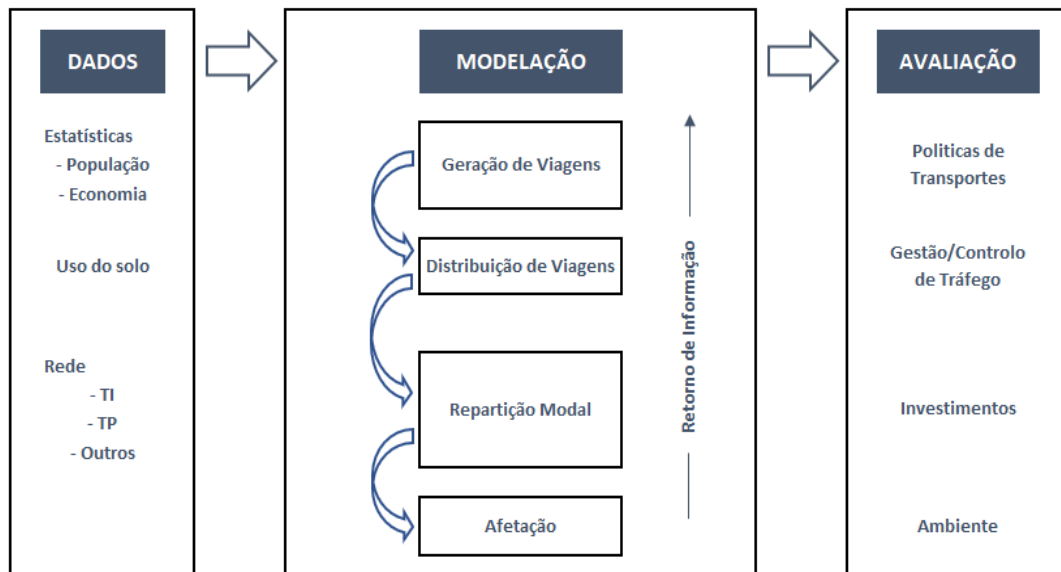 DADOS
Estatísticas
- População
- Economia
Uso do solo
Rede
- TI
- TP
- Outros
MODELAÇÃO
Geração de Viagens
Distribuição de Viagens
Repartição Modal
Afetação
Retorno de Informação
AVALIAÇÃO
Politicas de
Transportes
Gestão/Controlo
de Tráfego
Investimentos
Ambiente